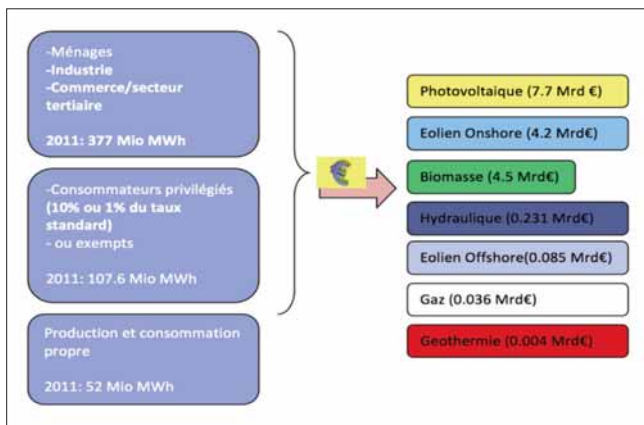 -Ménages
-Industrie
-Commerce/secteur
tertiaire
2011: 377 Mio MWh
-Consommateurs privilégiés
(10% ou 1% du taux
standard)
- ou exempts
2011: 107.6 Mio MWh
Production et consommation
propre
2011: 52 Mio MWh
€
Photovoltaique (7.7 Mrd €)
Eolien Onshore (4.2 Mrd€)
Biomasse (4.5 Mrd€)
Hydraulique (0.231 Mrd€)
Eolien Offshore(0.085 Mrd€)
Gaz (0.036 Mrd€)
Geothermie (0.004 Mrd€)